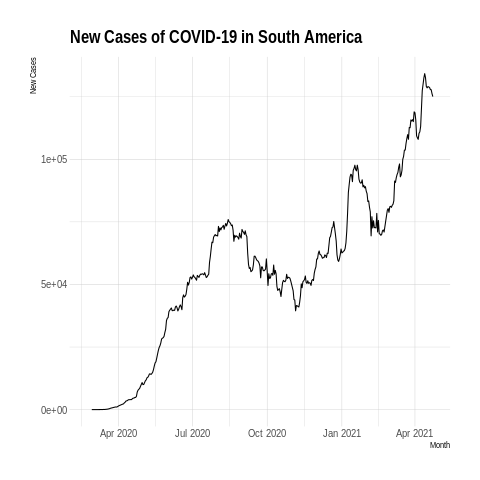 New Cases of COVID-19 in South America
New Cases
1e+05
5e+04
0e+00
Apr 2020 Jul 2020 Oct 2020 Jan 2021 Apr 2021
Month